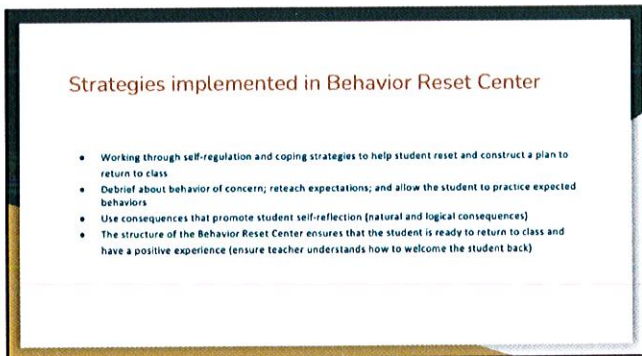 Strategies implemented in Behavior Reset Center
● Working through self-regulation and coping strategies to help student reset and construct a plan to
return to class
● Debrief about behavior of concern; reteach expectations; and allow the student to practice expected
behaviors
● Use consequences that promote student self-reflection (natural and logical consequences)
● The structure of the Behavior Reset Center ensures that the student is ready to return to class and
have a positive experience (ensure teacher understands how to welcome the student back)